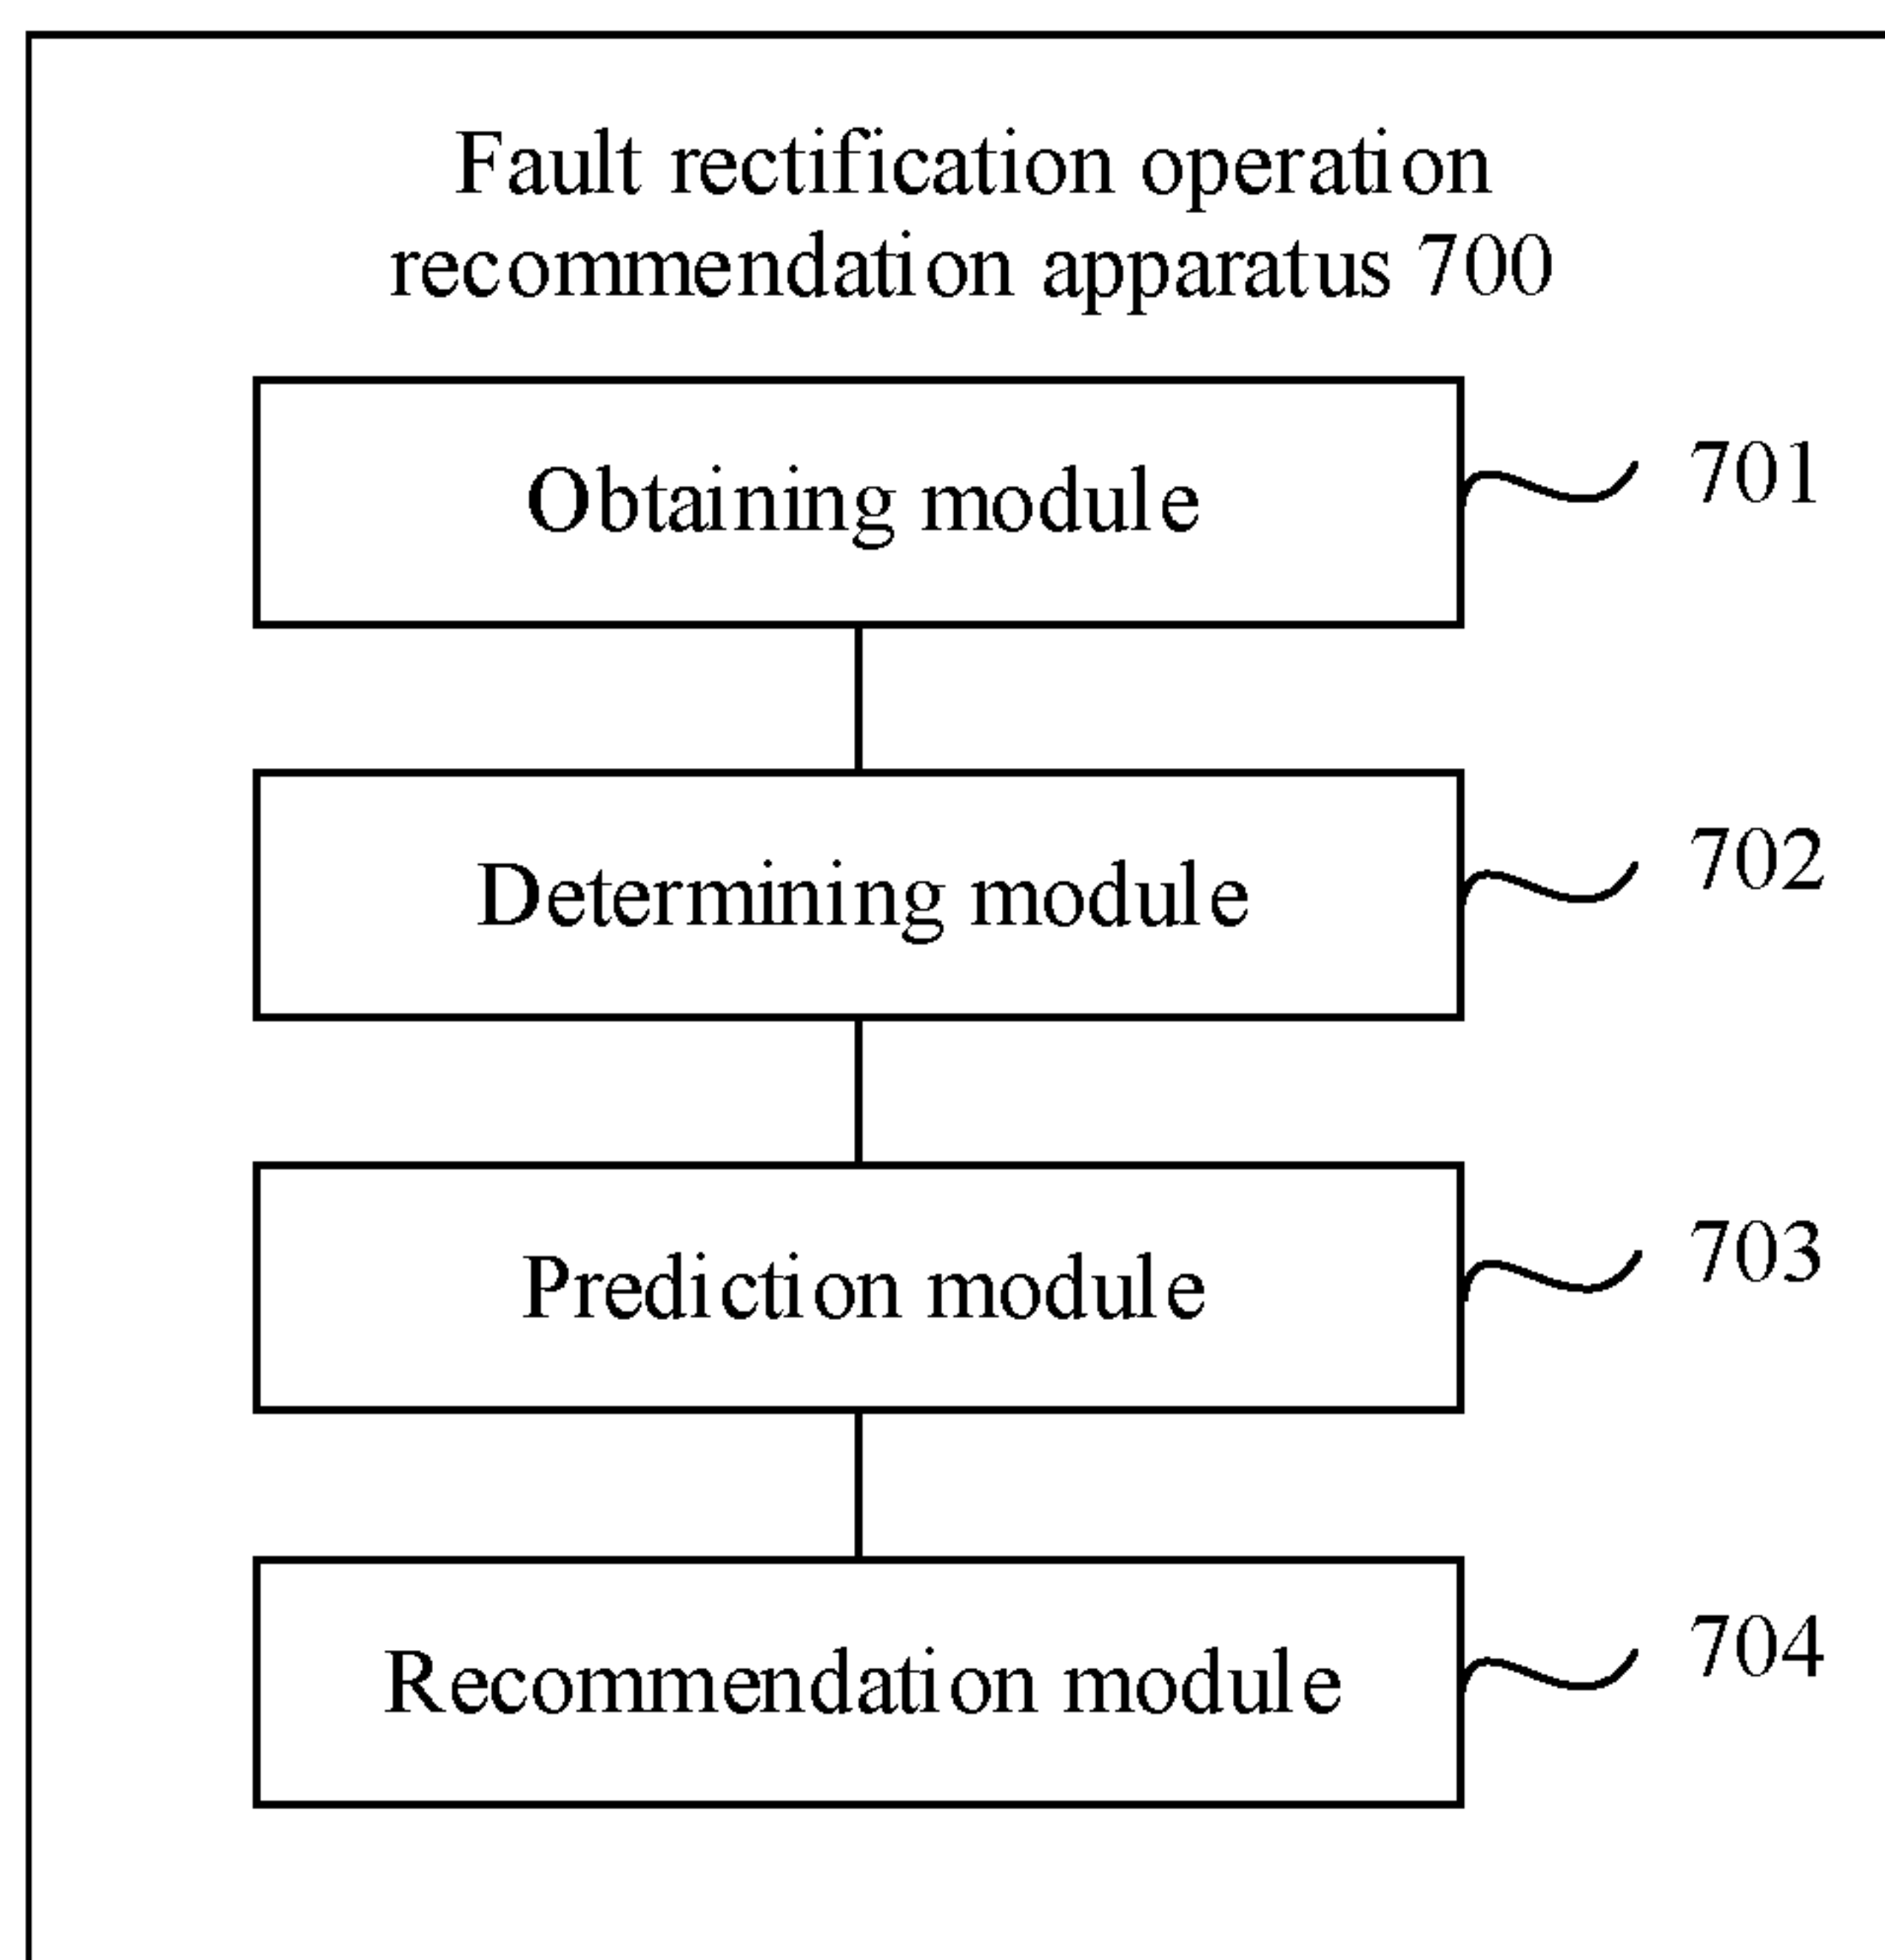 Fault rectification operation
recommendation apparatus 700
Obtaining module
701
Determining module
702
Prediction module
703
Recommendation module
704